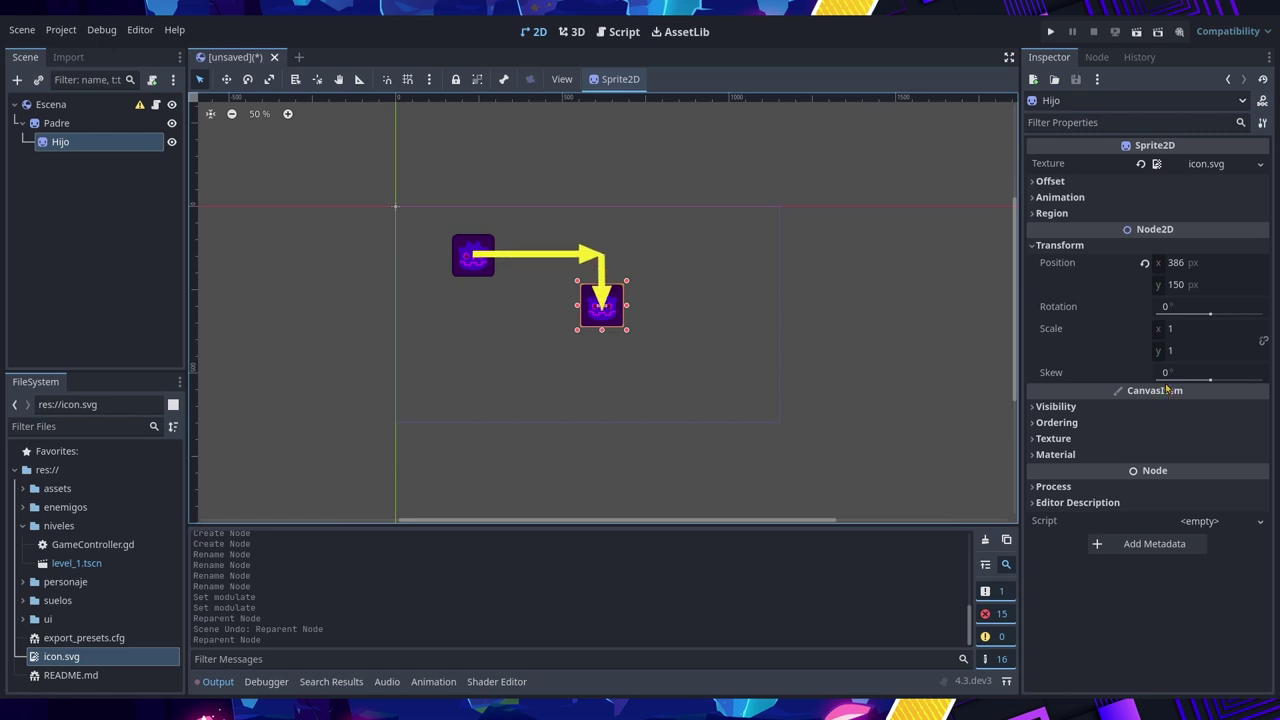 Scene Project Debug Editor Help
2D 3D Script AssetLib
Compatibility
Scene Import
Filter: name, t:t
Escena
Padre
Hijo
FileSystem
res://icon.svg
Filter Files
Favorites:
res://
assets
enemigos
niveles
GameController.gd
level_1.tscn
personaje
suelos
ui
export_presets.cfg
icon.svg
README.md
[unsaved](*)
View Sprite2D
-500 0 500 1000 1500
50 %
0
500
Create Node
Create Node
Rename Node
Rename Node
Rename Node
Rename Node
Set modulate
Set modulate
Reparent Node
Scene Undo: Reparent Node
Reparent Node
Filter Messages
1
15
0
16
Output Debugger Search Results Audio Animation Shader Editor
4.3.dev3
Inspector Node History
Hijo
Filter Properties
Sprite2D
Texture icon.svg
Offset
Animation
Region
Node2D
Transform
Position x 386 px
y 150 px
Rotation 0 °
Scale x 1
y 1
Skew 0 °
CanvasItem
Visibility
Ordering
Texture
Material
Node
Process
Editor Description
Script <empty>
Add Metadata